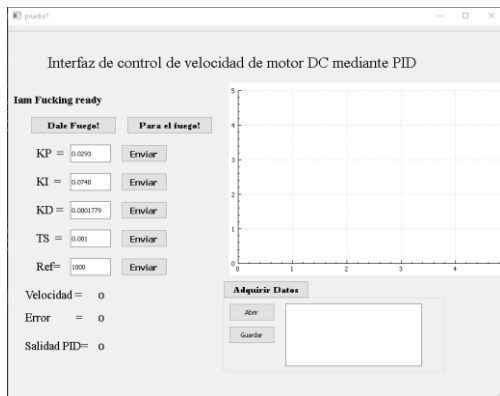 prueba1
Interfaz de control de velocidad de motor DC mediante PID
Iam Fucking ready
Dale Fuego! Para el fuego!
KP = 0.0293 Enviar
KI = 0.0740 Enviar
KD = 0.0001779 Enviar
TS = 0.001 Enviar
Ref= 1000 Enviar
Velocidad = 0
Error = 0
Salidad PID= 0
5
4
3
2
1
0
0 1 2 3 4
Adquirir Datos
Abrir
Guardar